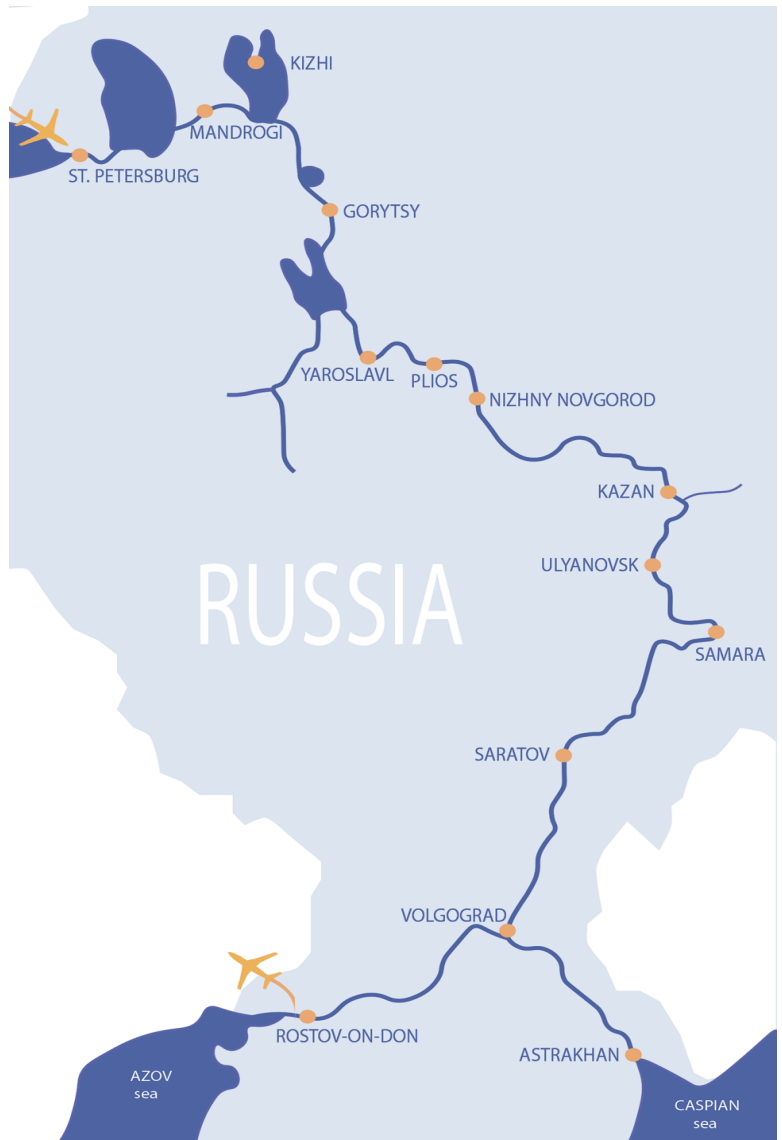 KIZHI
MANDROGI
ST. PETERSBURG
GORYTSY
YAROSLAVL
PLIOS
NIZHNY NOVGOROD
KAZAN
ULYANOVSK
RUSSIA
SAMARA
SARATOV
VOLGOGRAD
ROSTOV-ON-DON
ASTRAKHAN
AZOV
sea
CASPIAN
sea